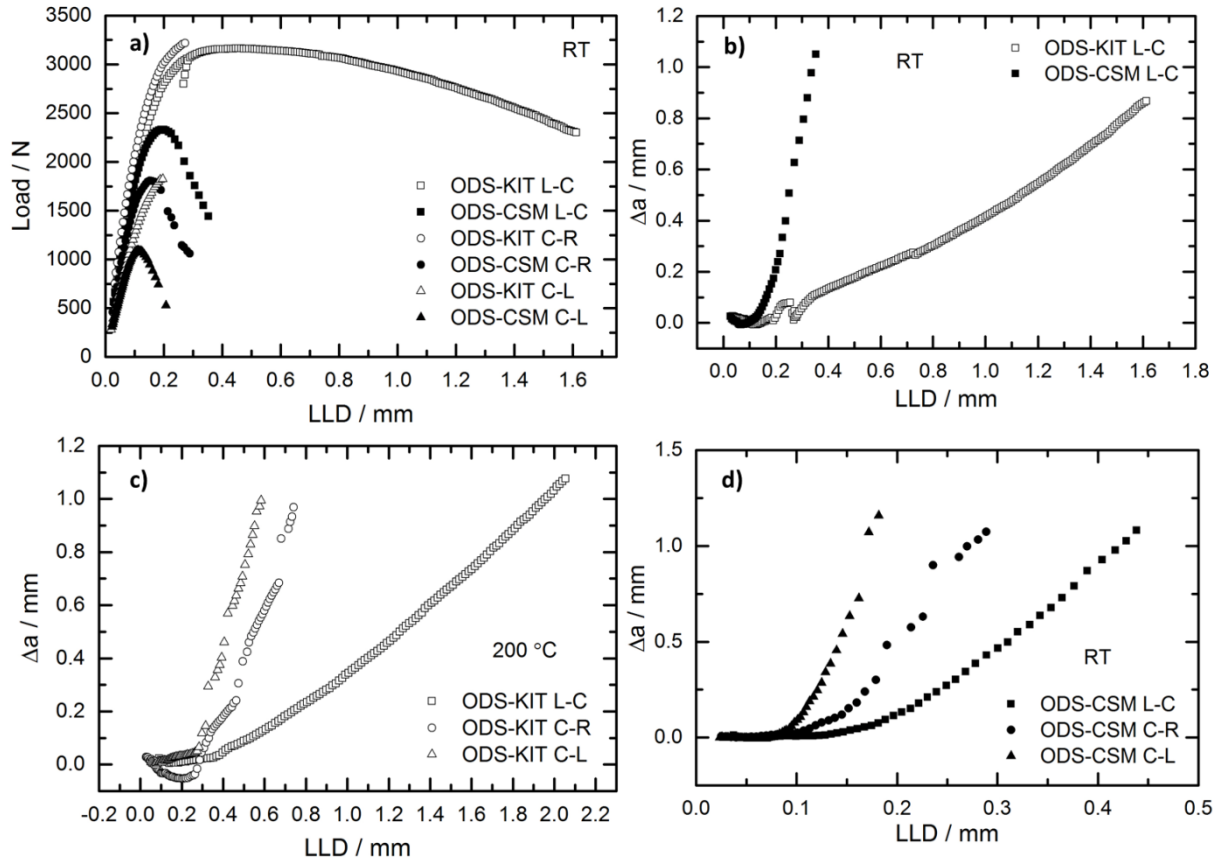 a)
RT
Load / N
3500
3000
2500
2000
1500
1000
500
0
ODS-KIT L-C
ODS-CSM L-C
ODS-KIT C-R
ODS-CSM C-R
ODS-KIT C-L
ODS-CSM C-L
0.0 0.2 0.4 0.6 0.8 1.0 1.2 1.4 1.6
LLD / mm
b)
RT
ODS-KIT L-C
ODS-CSM L-C
Δa / mm
1.2
1.0
0.8
0.6
0.4
0.2
0.0
0.0 0.2 0.4 0.6 0.8 1.0 1.2 1.4 1.6 1.8
LLD / mm
c)
Δa / mm
1.2
1.0
0.8
0.6
0.4
0.2
0.0
200 °C
ODS-KIT L-C
ODS-KIT C-R
ODS-KIT C-L
-0.2 0.0 0.2 0.4 0.6 0.8 1.0 1.2 1.4 1.6 1.8 2.0 2.2
LLD / mm
d)
Δa / mm
1.5
1.0
0.5
0.0
RT
ODS-CSM L-C
ODS-CSM C-R
ODS-CSM C-L
0.0 0.1 0.2 0.3 0.4 0.5
LLD / mm